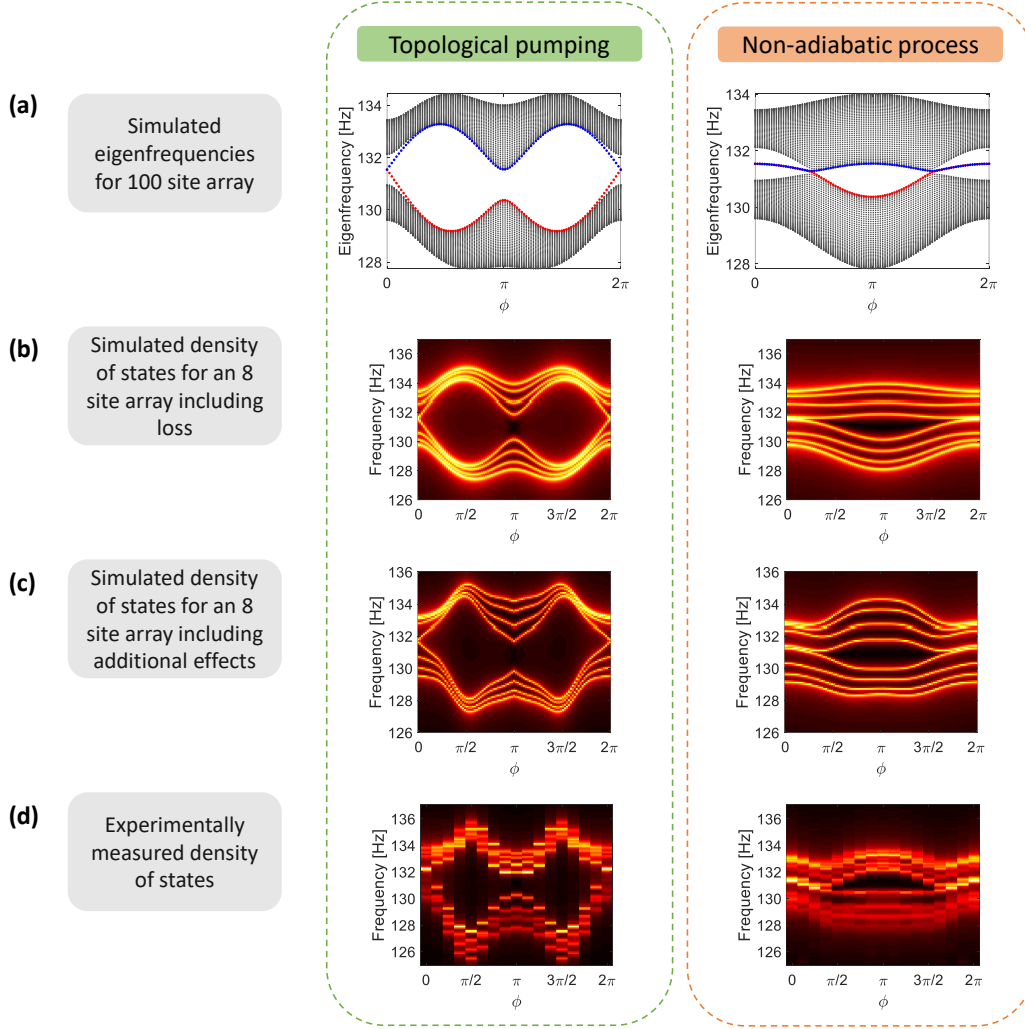 Topological pumping
Non-adiabatic process
(a)
Simulated
eigenfrequencies
for 100 site array
Eigenfrequency [Hz]
134
132
130
128
0
π
2π
ϕ
Eigenfrequency [Hz]
134
132
130
128
0
π
2π
ϕ
(b)
Simulated density
of states for an 8
site array including
loss
Frequency [Hz]
136
134
132
130
128
126
0
π/2
π
3π/2
2π
ϕ
Frequency [Hz]
136
134
132
130
128
126
0
π/2
π
3π/2
2π
ϕ
(c)
Simulated density
of states for an 8
site array including
additional effects
Frequency [Hz]
136
134
132
130
128
126
0
π/2
π
3π/2
2π
ϕ
Frequency [Hz]
136
134
132
130
128
126
0
π/2
π
3π/2
2π
ϕ
(d)
Experimentally
measured density
of states
Frequency [Hz]
136
134
132
130
128
126
0
π/2
π
3π/2
2π
ϕ
Frequency [Hz]
136
134
132
130
128
126
0
π/2
π
3π/2
2π
ϕ